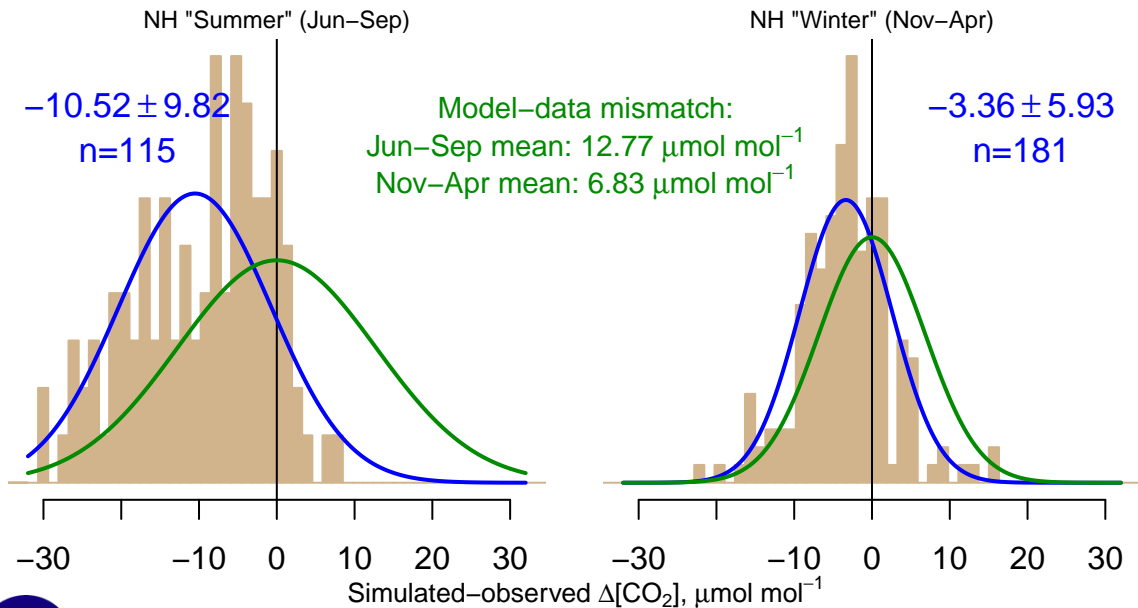 NH "Summer" (Jun−Sep)
NH "Winter" (Nov−Apr)
−10.52 ± 9.82
n=115
Model−data mismatch:
Jun−Sep mean: 12.77 μmol mol⁻¹
Nov−Apr mean: 6.83 μmol mol⁻¹
−3.36 ± 5.93
n=181
−30 −10 0 10 20 30
−30 −10 0 10 20 30
Simulated−observed Δ[CO₂], μmol mol⁻¹